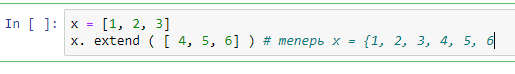 In [ ]: x = [1, 2, 3]
x. extend ( [ 4, 5, 6] ) # теперь x = {1, 2, 3, 4, 5, 6